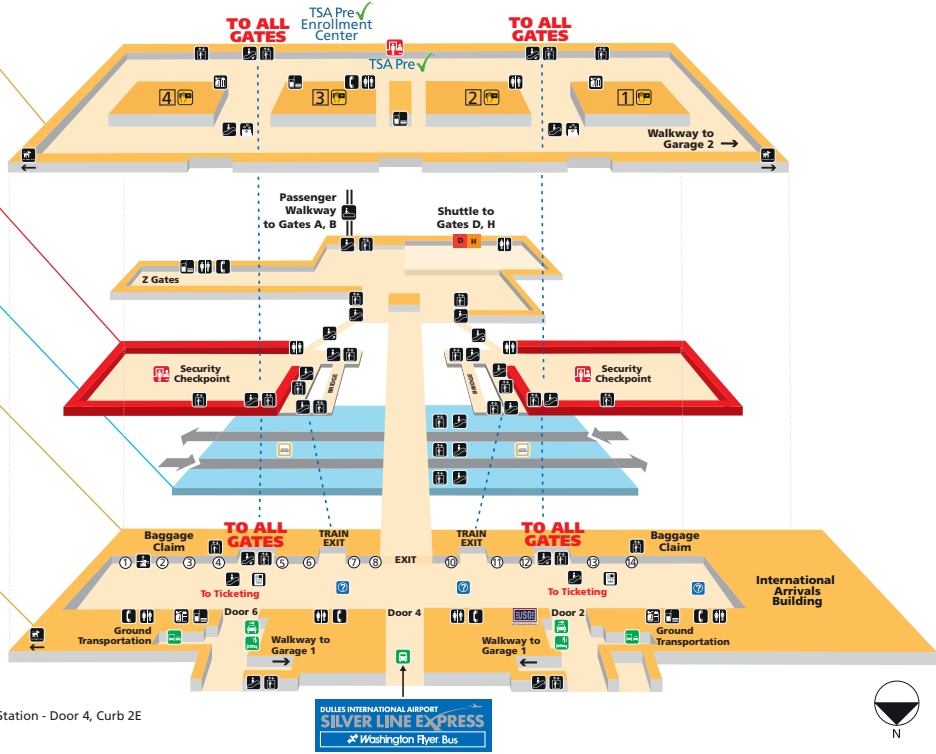 TSA Pre✓
Enrollment
Center
TO ALL
GATES
TO ALL
GATES
TSA Pre✓
4
3
2
1
Walkway to
Garage 2
Passenger
Walkway
to Gates A, B
Shuttle to
Gates D, H
D H
Z Gates
Security
Checkpoint
Security
Checkpoint
BRIDGE
BRIDGE
Baggage
Claim
TO ALL
GATES
TRAIN
EXIT
TRAIN
EXIT
TO ALL
GATES
Baggage
Claim
1 2 3 4 5 6 7 8 EXIT 10 11 12 13 14
To Ticketing
To Ticketing
International
Arrivals
Building
Door 6
Door 4
USO
Door 2
Ground
Transportation
Walkway to
Garage 1
Walkway to
Garage 1
Ground
Transportation
Station - Door 4, Curb 2E
DULLES INTERNATIONAL AIRPORT
SILVER LINE EXPRESS
Washington Flyer Bus
N